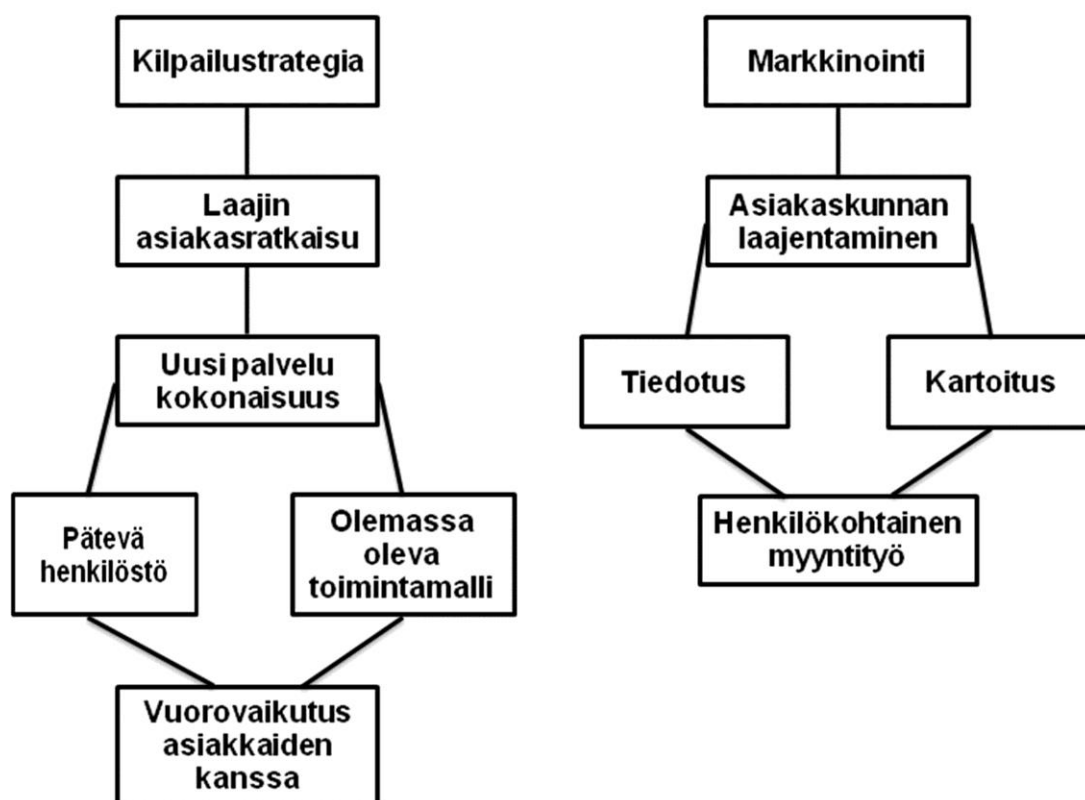 Kilpailustrategia
Laajin
asiakasratkaisu
Uusi palvelu
kokonaisuus
Pätevä
henkilöstö
Olemassa
oleva
toimintamalli
Vuorovaikutus
asiakkaiden
kanssa
Markkinointi
Asiakaskunnan
laajentaminen
Tiedotus
Kartoitus
Henkilökohtainen
myyntityö